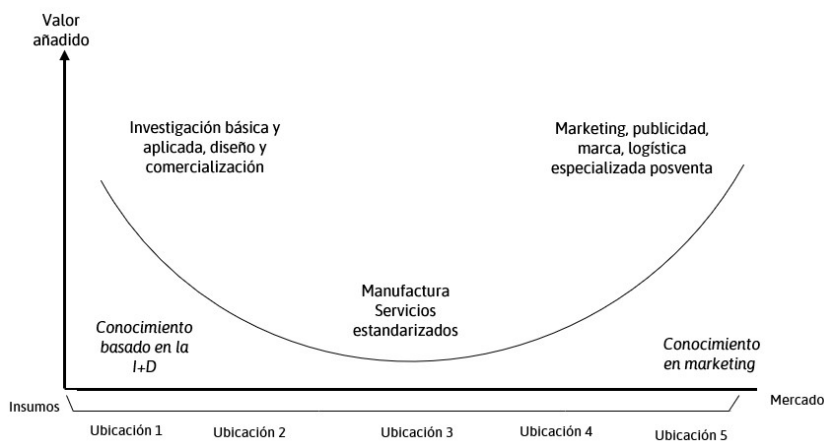 Valor
añadido
Investigación básica y
aplicada, diseño y
comercialización
Marketing, publicidad,
marca, logística
especializada posventa
Manufactura
Servicios
estandarizados
Conocimiento
basado en la
I+D
Conocimiento
en marketing
Insumos
Mercado
Ubicación 1
Ubicación 2
Ubicación 3
Ubicación 4
Ubicación 5